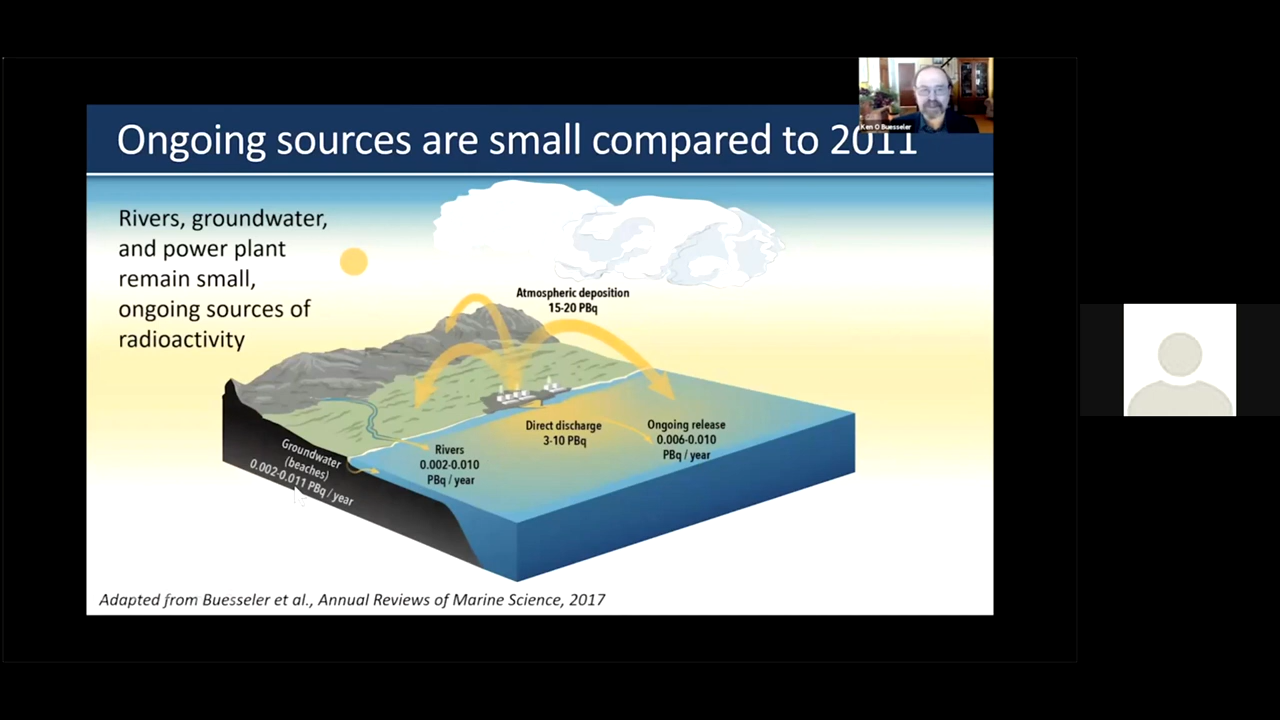 Ken O Buesseler
Ongoing sources are small compared to 2011
Rivers, groundwater,
and power plant
remain small,
ongoing sources of
radioactivity
Atmospheric deposition
15-20 PBq
Direct discharge
3-10 PBq
Ongoing release
0.006-0.010
PBq / year
Rivers
0.002-0.010
PBq / year
Groundwater
(beaches)
0.002-0.011 PBq / year
Adapted from Buesseler et al., Annual Reviews of Marine Science, 2017